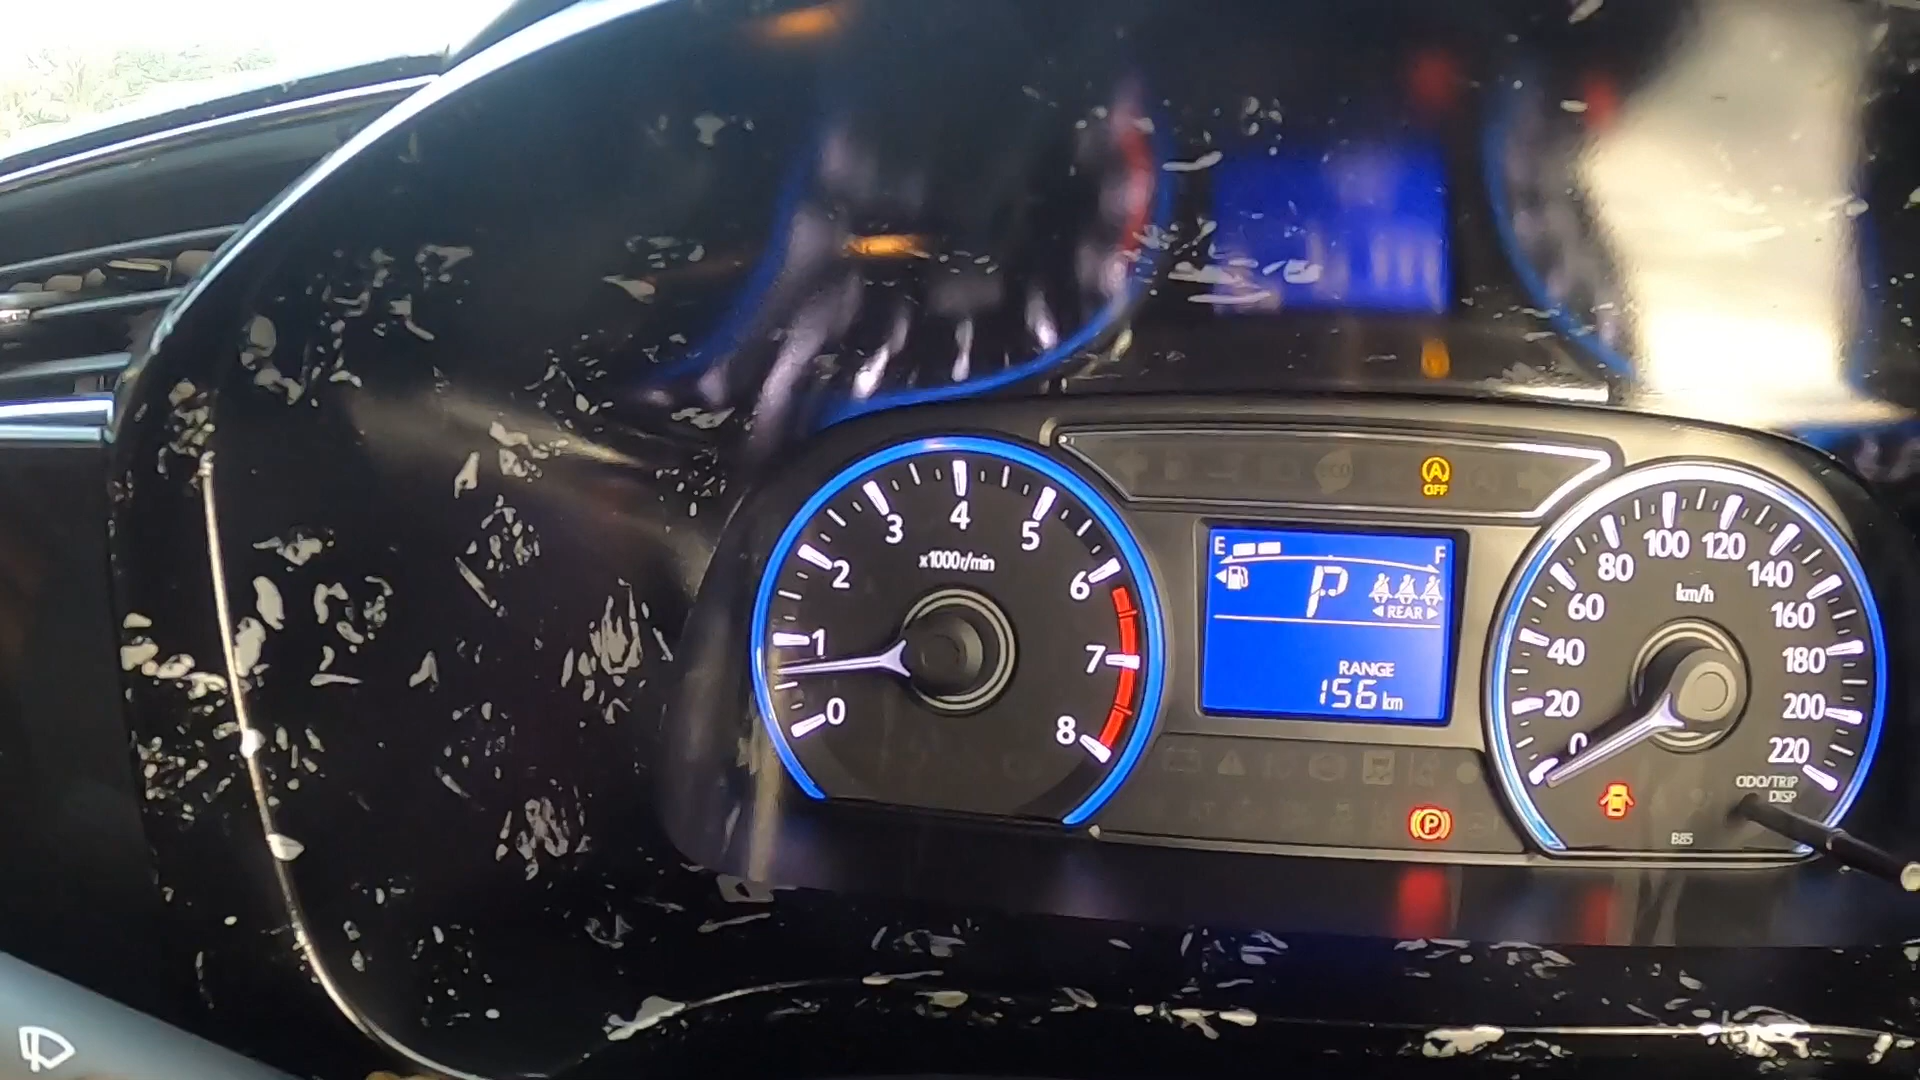 0
1
2
3
4
5
6
7
8
x1000r/min
A
OFF
E F
P
◄ REAR ►
RANGE
156 km
0
20
40
60
80
100
120
140
160
180
200
220
km/h
ODO/TRIP
DISP
(P)
B85